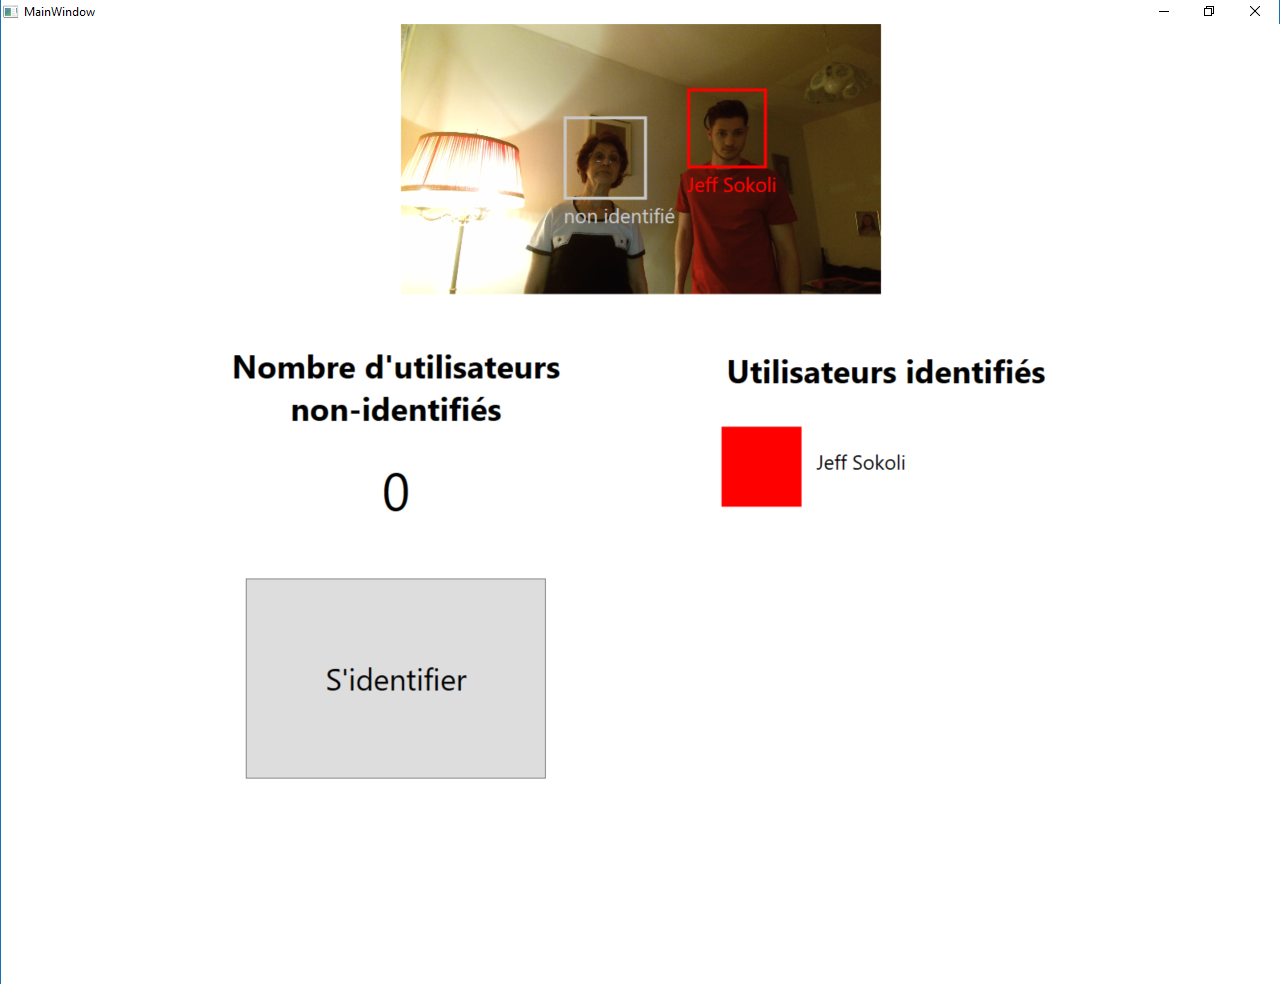 MainWindow
Jeff Sokoli
non identifié
Nombre d'utilisateurs
non-identifiés
0
S'identifier
Utilisateurs identifiés
Jeff Sokoli